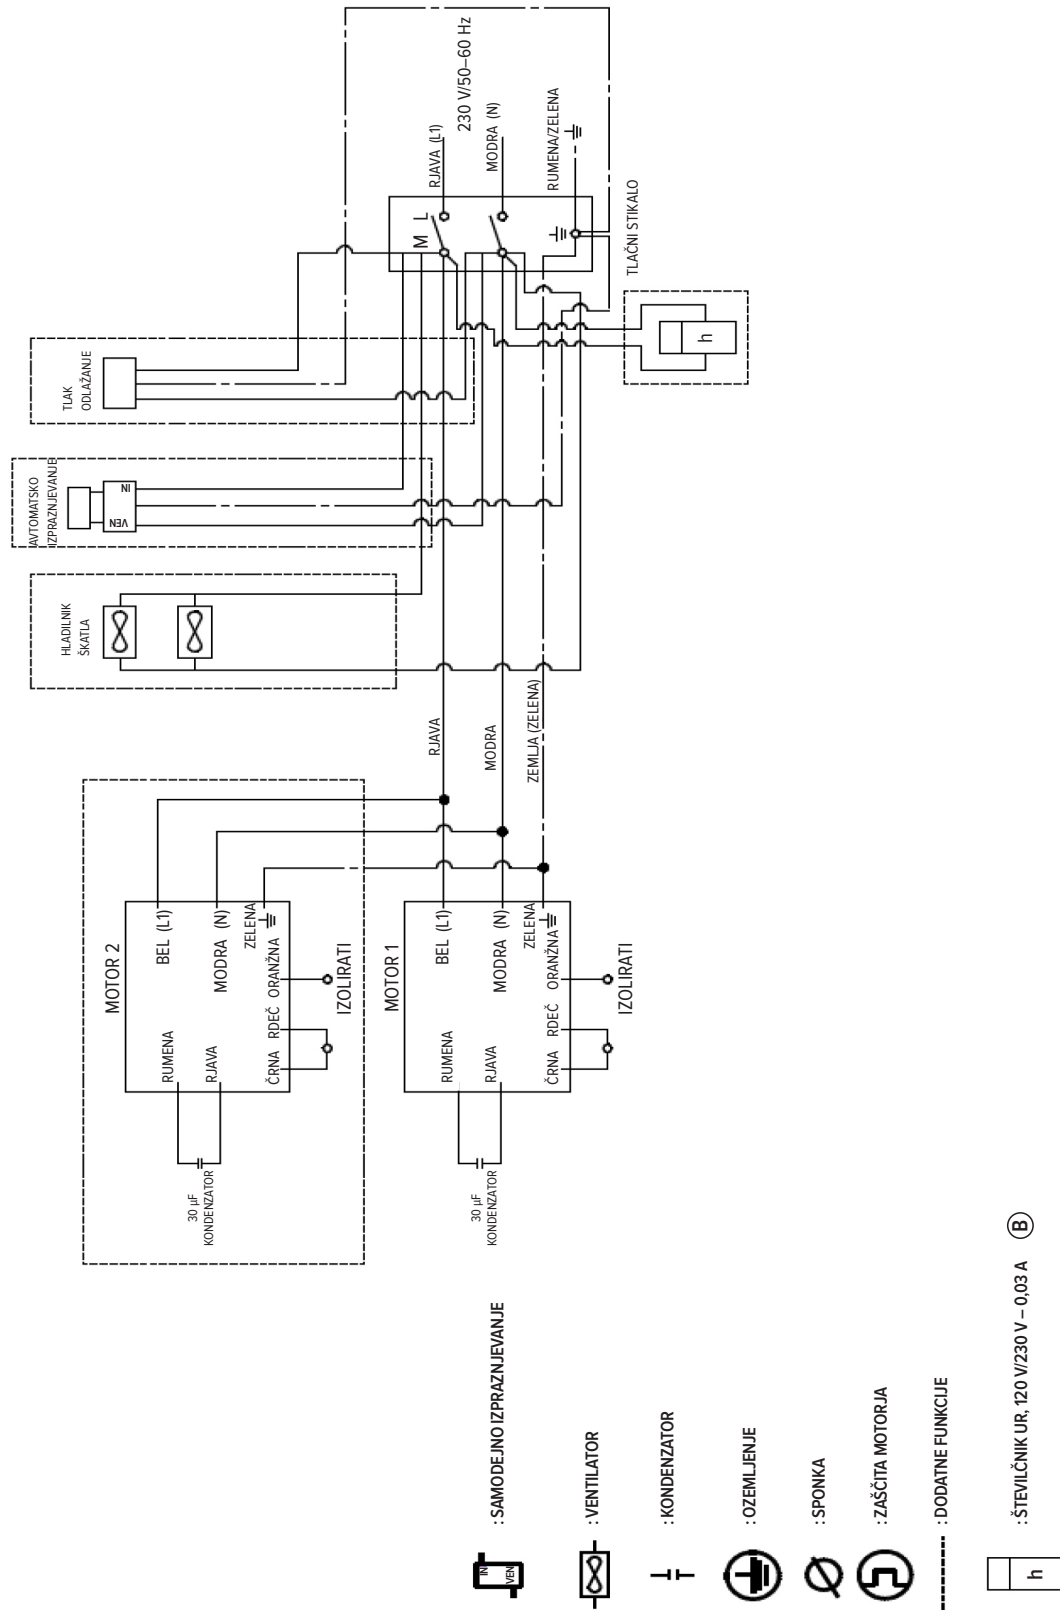 230 V/50–60 Hz
RJAVA (L1)
MODRA (N)
RUMENA/ZELENA
M L
TLAČNI STIKALO
h
TLAK
ODLAŽANJE
AVTOMATSKO
IZPRAZNJEVANJE
IN
VEN
HLADILNIK
ŠKATLA
RJAVA
MODRA
ZEMLJA (ZELENA)
MOTOR 2
BEL (L1)
MODRA (N)
ZELENA
RUMENA
RJAVA
ČRNA
RDEČ
ORANŽNA
IZOLIRATI
30 µF
KONDENZATOR
MOTOR 1
BEL (L1)
MODRA (N)
ZELENA
RUMENA
RJAVA
ČRNA
RDEČ
ORANŽNA
IZOLIRATI
30 µF
KONDENZATOR
IN
VEN
: SAMODEJNO IZPRAZNJEVANJE
: VENTILATOR
: KONDENZATOR
: OZEMLJENJE
: SPONKA
: ZAŠČITA MOTORJA
: DODATNE FUNKCIJE
h
: ŠTEVILČNIK UR, 120 V/230 V – 0,03 A
B